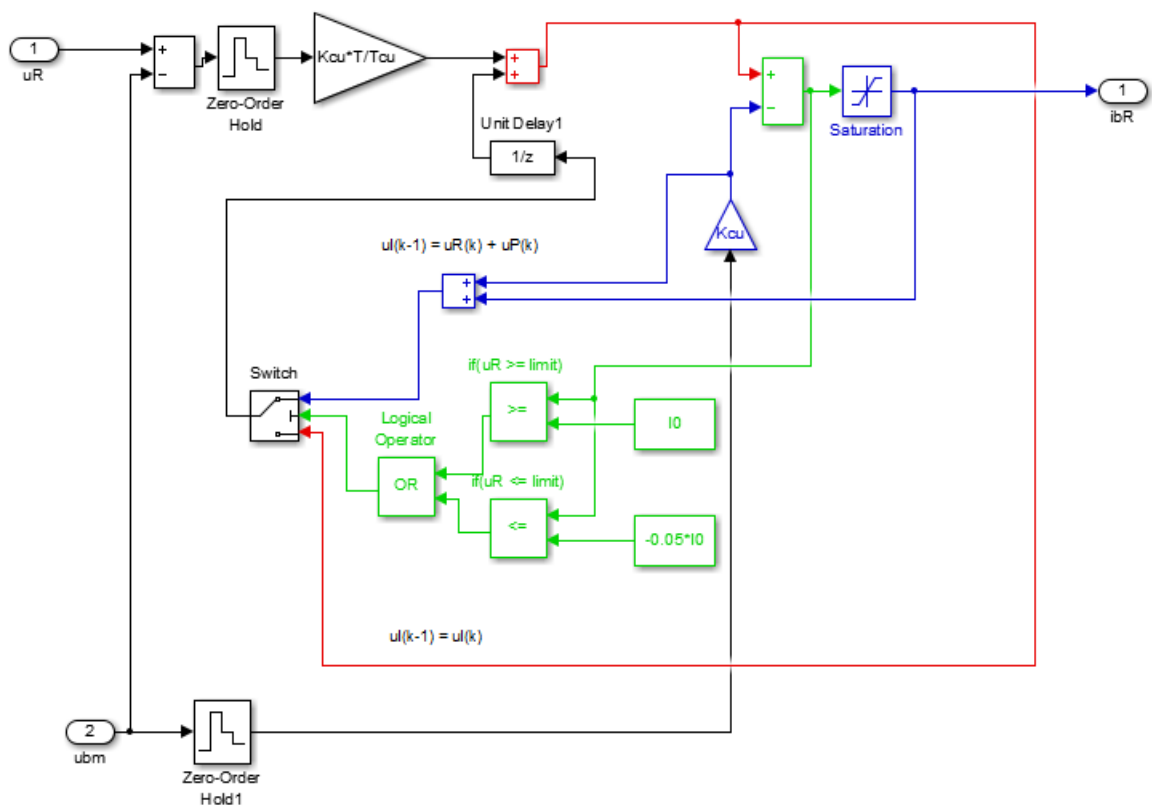 1
uR
+
−
Zero-Order
Hold
Kcu*T/Tcu
+
+
Unit Delay1
1/z
+
−
Saturation
1
ibR
Kcu
uI(k-1) = uR(k) + uP(k)
+
+
Switch
if(uR >= limit)
>=
I0
Logical
Operator
OR
if(uR <= limit)
<=
-0.05*I0
uI(k-1) = uI(k)
2
ubm
Zero-Order
Hold1